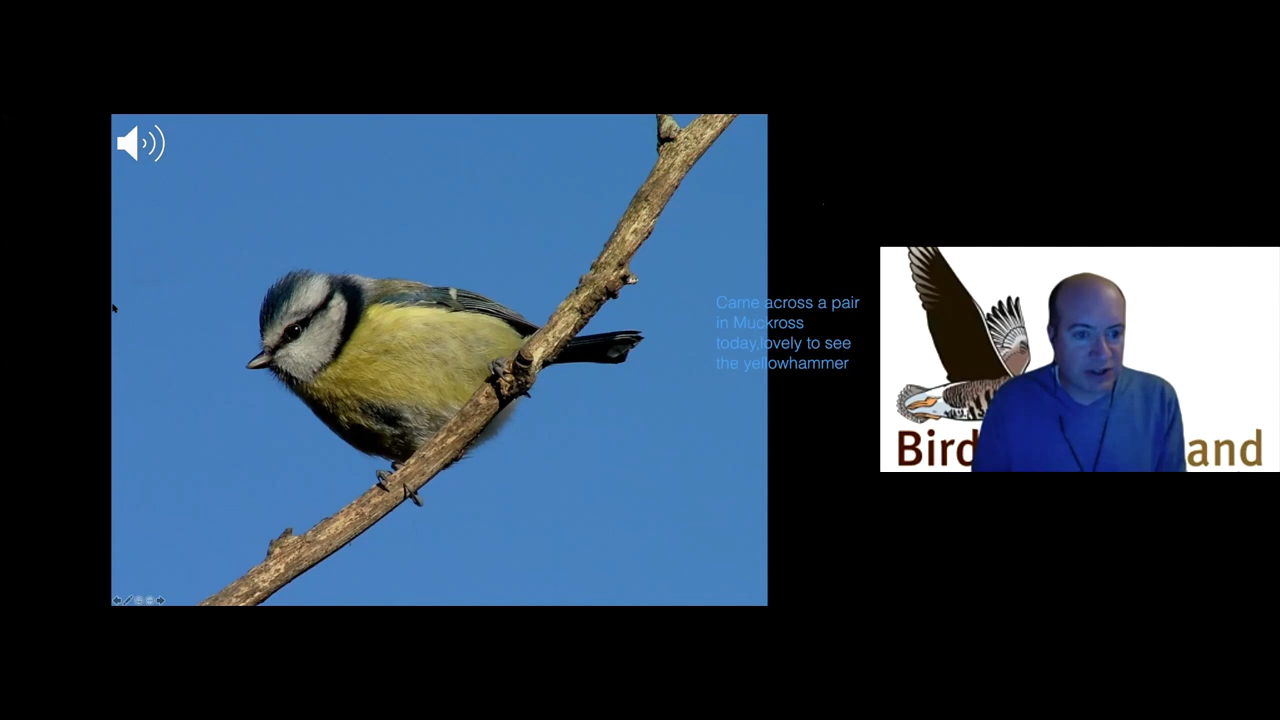 Came across a pair
in Muckross
today,lovely to see
the yellowhammer
Bird
and